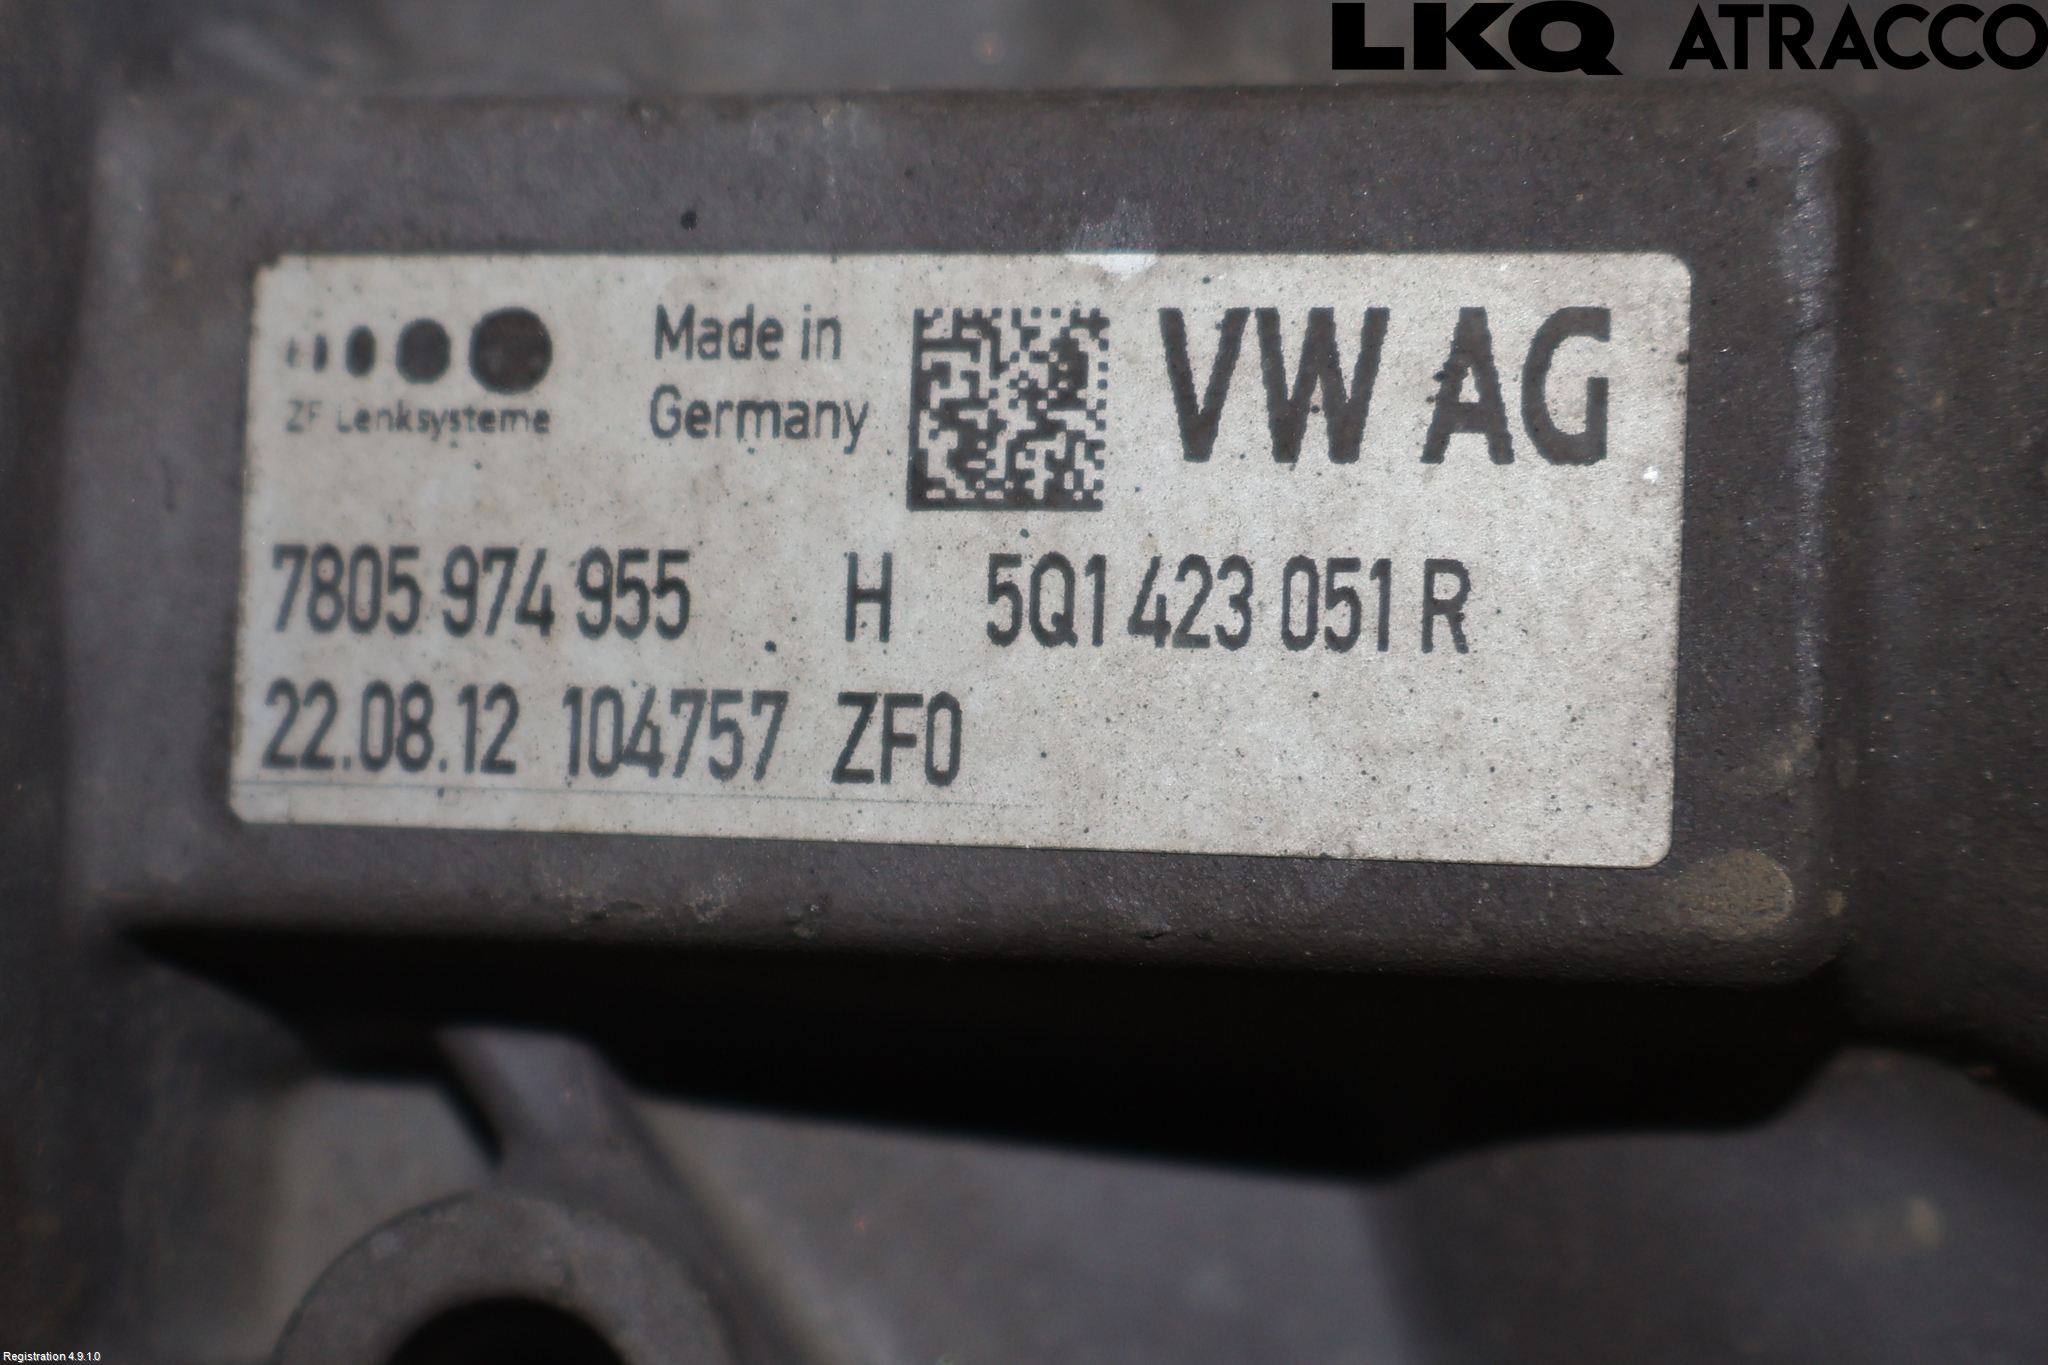 LKQ ATRACCO
Made in
Germany
VW AG
ZF Lenksysteme
7805 974 955 H 5Q1 423 051 R
22.08.12 104757 ZF0
Registration 4.9.1.0